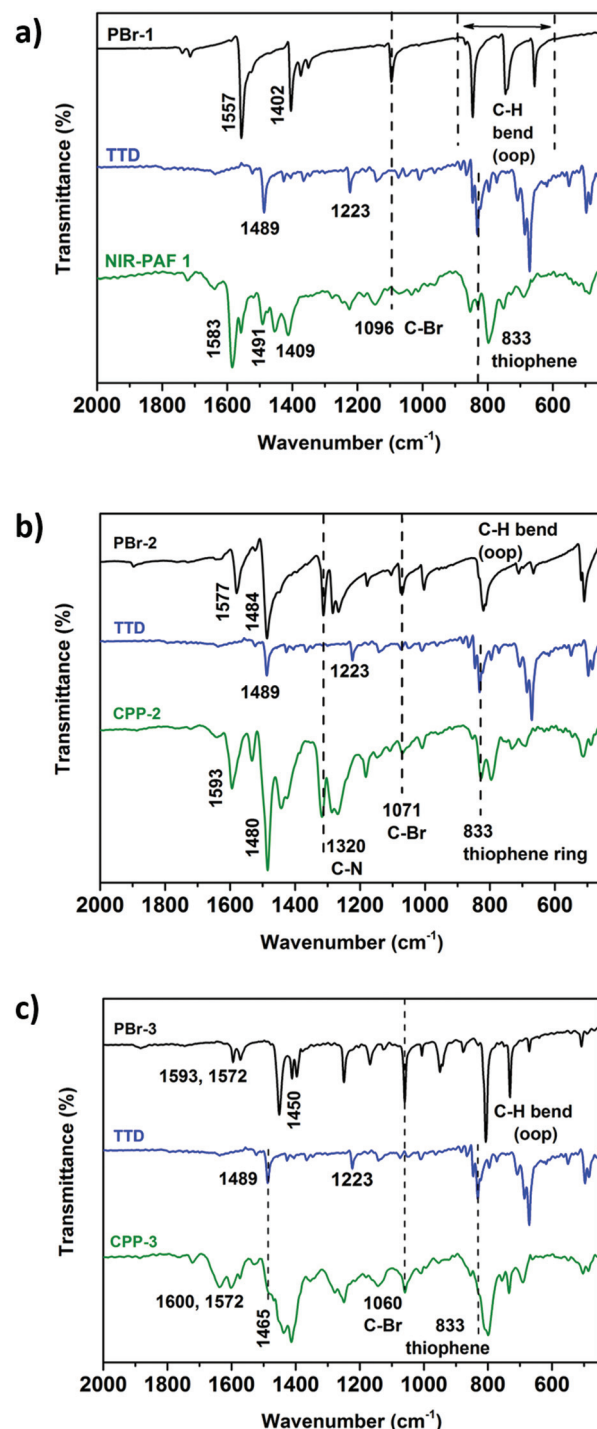 a)
PBr-1
1557
1402
C-H
bend
(oop)
TTD
1489
1223
NIR-PAF 1
1583
1491
1409
1096 C-Br
833
thiophene
Transmittance (%)
2000 1800 1600 1400 1200 1000 800 600
Wavenumber (cm-1)
b)
PBr-2
C-H bend
(oop)
1577
1484
TTD
1489
1223
CPP-2
1593
1480
1320
C-N
1071
C-Br
833
thiophene ring
Transmittance (%)
2000 1800 1600 1400 1200 1000 800 600
Wavenumber (cm-1)
c)
PBr-3
1593, 1572
1450
C-H bend
(oop)
TTD
1489
1223
CPP-3
1600, 1572
1465
1060
C-Br
833
thiophene
Transmittance (%)
2000 1800 1600 1400 1200 1000 800 600
Wavenumber (cm-1)